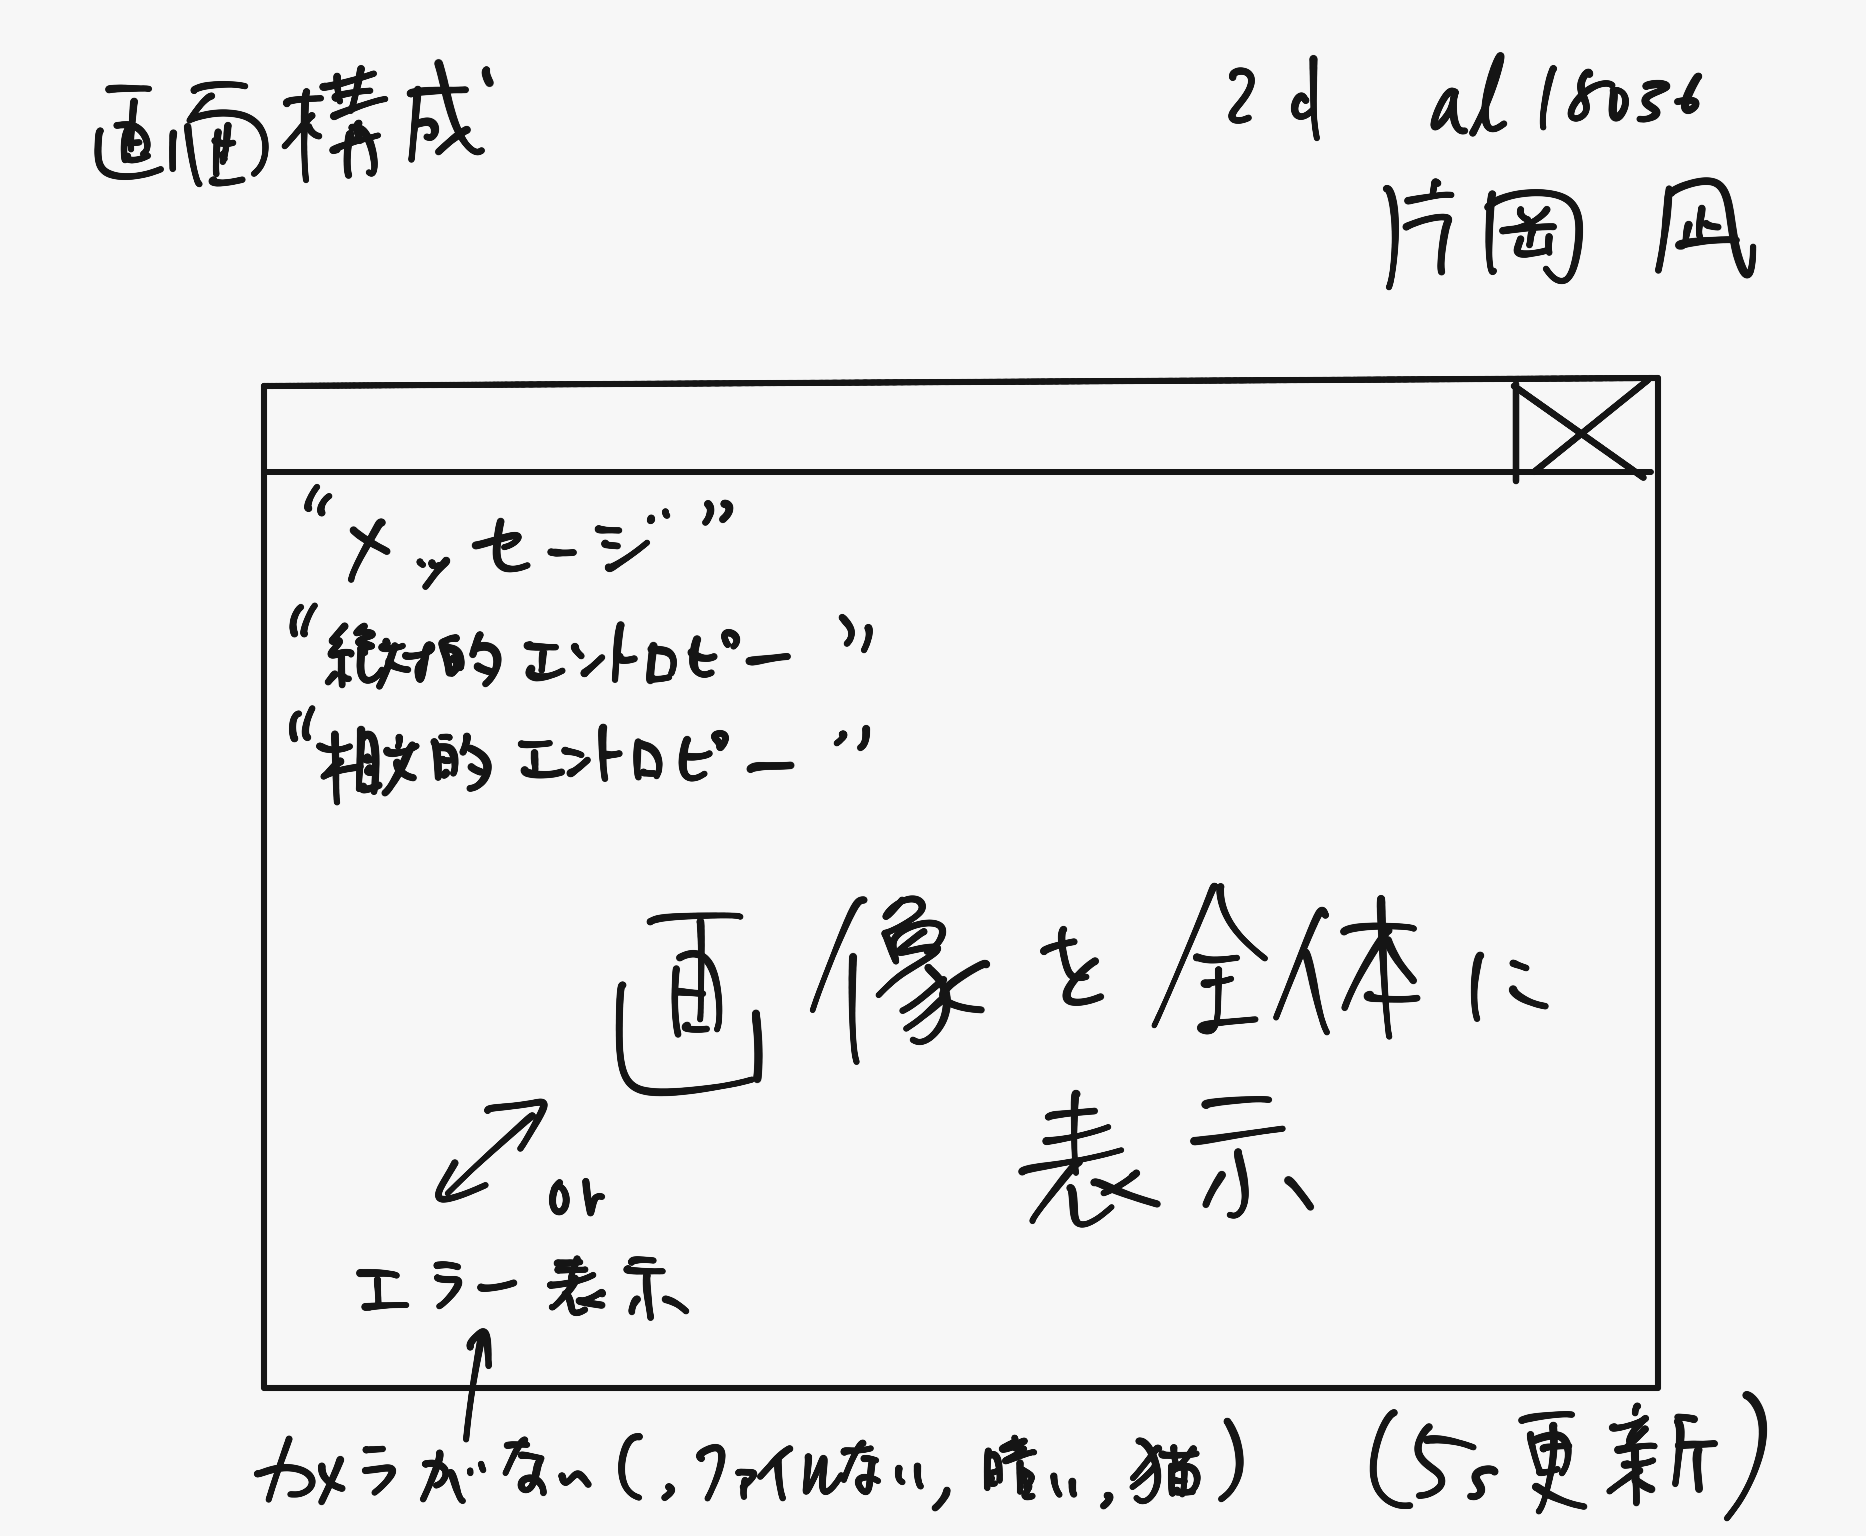 画面構成
2d al18036
片岡 凪
“メッセージ”
“絶対的エントロピー”
“相対的エントロピー”
画像を全体に
表示
or
エラー表示
カメラがない(,ファイルない,暗い,猫)
(5s更新)